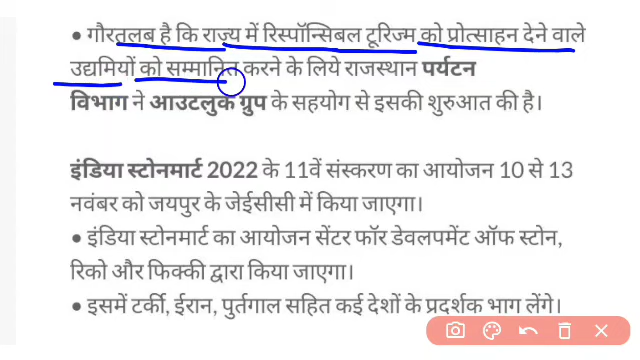 • गौरतलब है कि राज्य में रिस्पॉन्सिबल टूरिज्म को प्रोत्साहन देने वाले
उद्यमियों को सम्मानित करने के लिये राजस्थान पर्यटन
विभाग ने आउटलुक ग्रुप के सहयोग से इसकी शुरुआत की है।
इंडिया स्टोनमार्ट 2022 के 11वें संस्करण का आयोजन 10 से 13
नवंबर को जयपुर के जेईसीसी में किया जाएगा।
• इंडिया स्टोनमार्ट का आयोजन सेंटर फॉर डेवलपमेंट ऑफ स्टोन,
रिको और फिक्की द्वारा किया जाएगा।
• इसमें टर्की, ईरान, पुर्तगाल सहित कई देशों के प्रदर्शक भाग लेंगे।